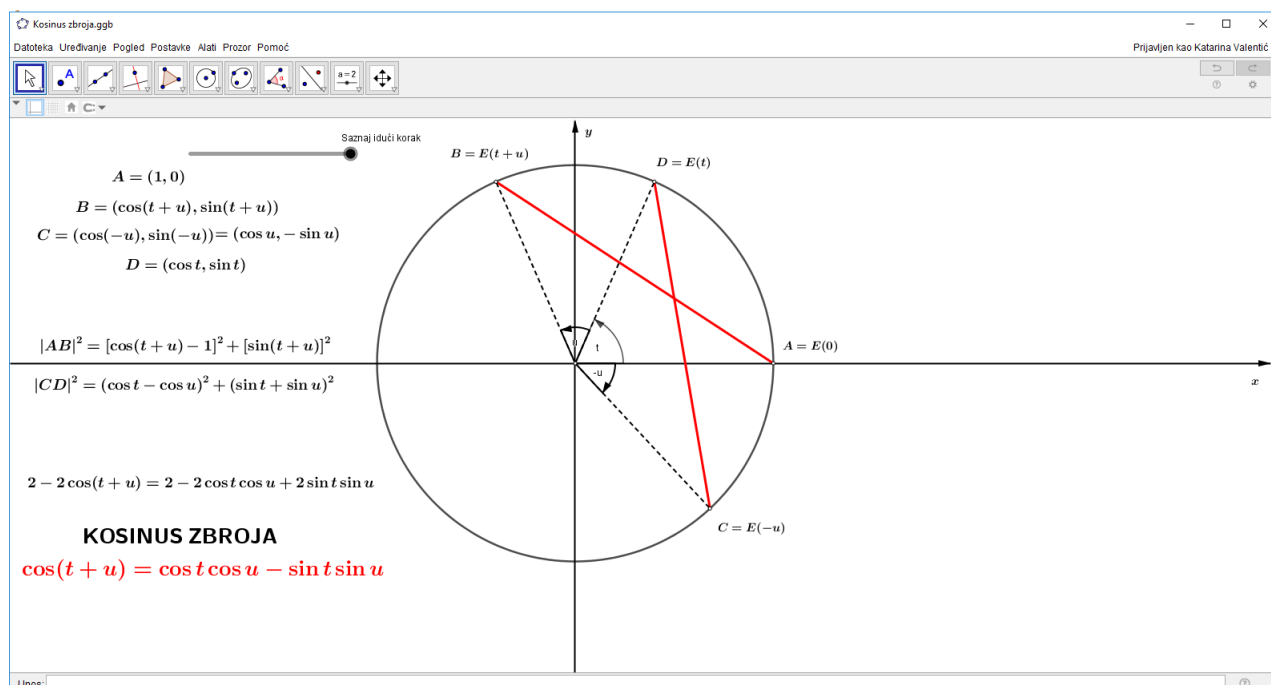 Kosinus zbroja.ggb
Datoteka Uređivanje Pogled Postavke Alati Prozor Pomoć
Prijavljen kao Katarina Valentić
A
α
a=2
Saznaj idući korak
A = (1, 0)
B = (cos(t + u), sin(t + u))
C = (cos(−u), sin(−u)) = (cos u, − sin u)
D = (cos t, sin t)
|AB|² = [cos(t + u) − 1]² + [sin(t + u)]²
|CD|² = (cos t − cos u)² + (sin t + sin u)²
2 − 2 cos(t + u) = 2 − 2 cos t cos u + 2 sin t sin u
KOSINUS ZBROJA
cos(t + u) = cos t cos u − sin t sin u
y
B = E(t + u)
D = E(t)
u
t
A = E(0)
-u
x
C = E(−u)
Unos: